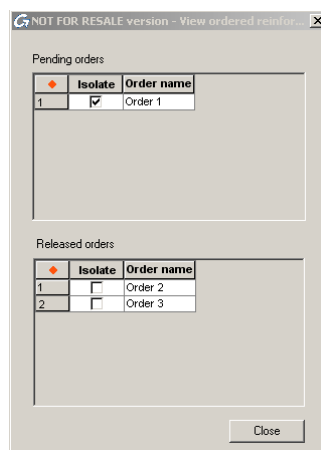 NOT FOR RESALE version - View ordered reinfor...
Pending orders
Isolate Order name
1 Order 1
Released orders
Isolate Order name
1 Order 2
2 Order 3
Close